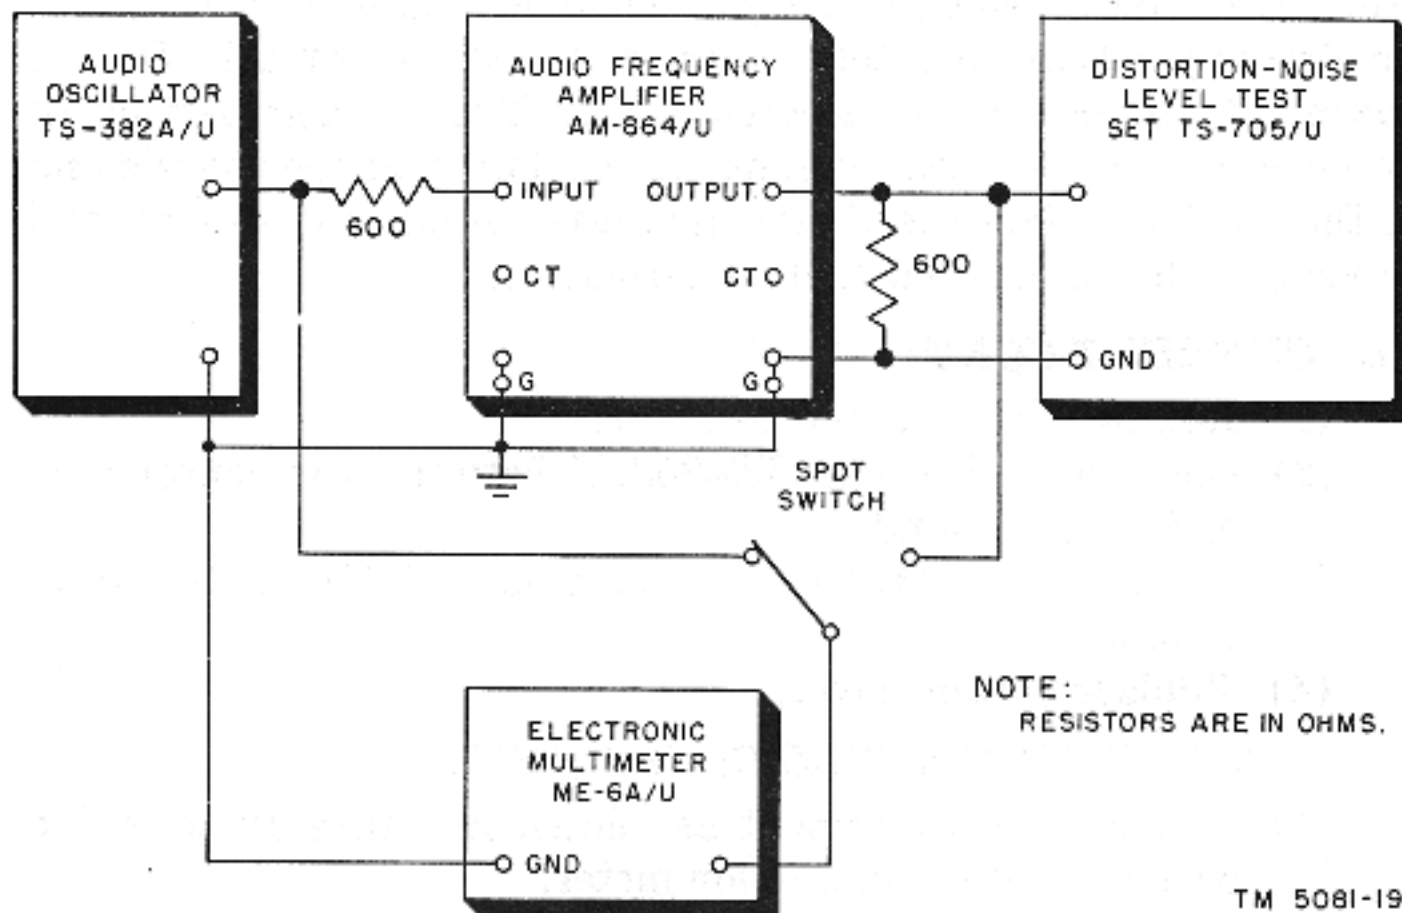 AUDIO
OSCILLATOR
TS-382A/U
AUDIO FREQUENCY
AMPLIFIER
AM-864/U
DISTORTION-NOISE
LEVEL TEST
SET TS-705/U
INPUT
OUTPUT
600
600
CT
CT
G
G
GND
SPDT
SWITCH
NOTE:
RESISTORS ARE IN OHMS.
ELECTRONIC
MULTIMETER
ME-6A/U
GND
TM 5081-19